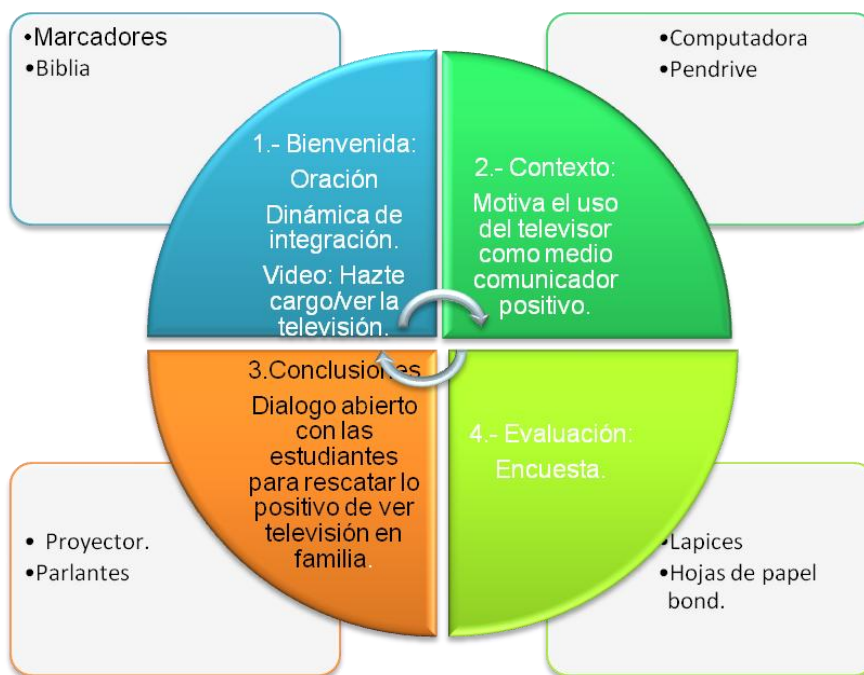 •Marcadores
•Biblia
•Computadora
•Pendrive
1.- Bienvenida:
Oración
Dinámica de
integración.
Video: Hazte
cargo/ver la
televisión.
2.- Contexto:
Motiva el uso
del televisor
como medio
comunicador
positivo.
3.Conclusiones
Dialogo abierto
con las
estudiantes
para rescatar lo
positivo de ver
televisión en
familia.
4.- Evaluación:
Encuesta.
• Proyector.
•Parlantes
•Lapices
•Hojas de papel
bond.